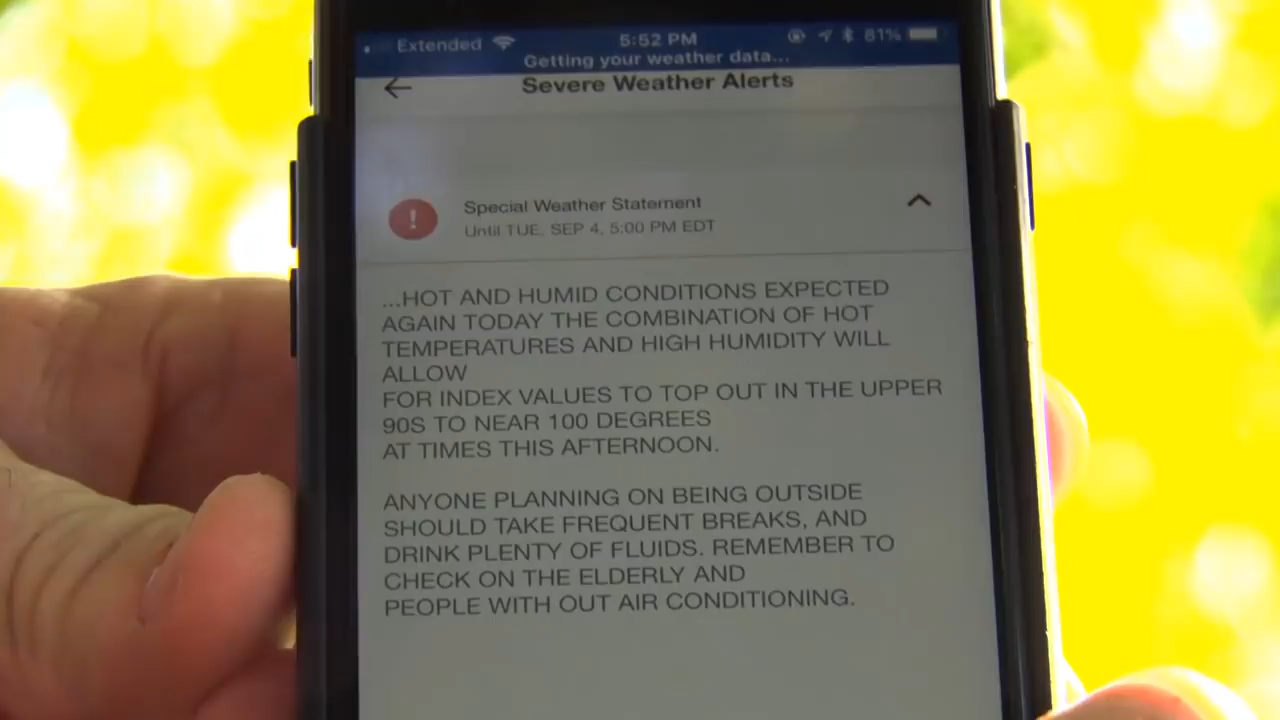 Extended 5:52 PM 81%
Getting your weather data...
Severe Weather Alerts
Special Weather Statement
Until TUE, SEP 4, 5:00 PM EDT
...HOT AND HUMID CONDITIONS EXPECTED
AGAIN TODAY THE COMBINATION OF HOT
TEMPERATURES AND HIGH HUMIDITY WILL
ALLOW
FOR INDEX VALUES TO TOP OUT IN THE UPPER
90S TO NEAR 100 DEGREES
AT TIMES THIS AFTERNOON.
ANYONE PLANNING ON BEING OUTSIDE
SHOULD TAKE FREQUENT BREAKS, AND
DRINK PLENTY OF FLUIDS. REMEMBER TO
CHECK ON THE ELDERLY AND
PEOPLE WITH OUT AIR CONDITIONING.